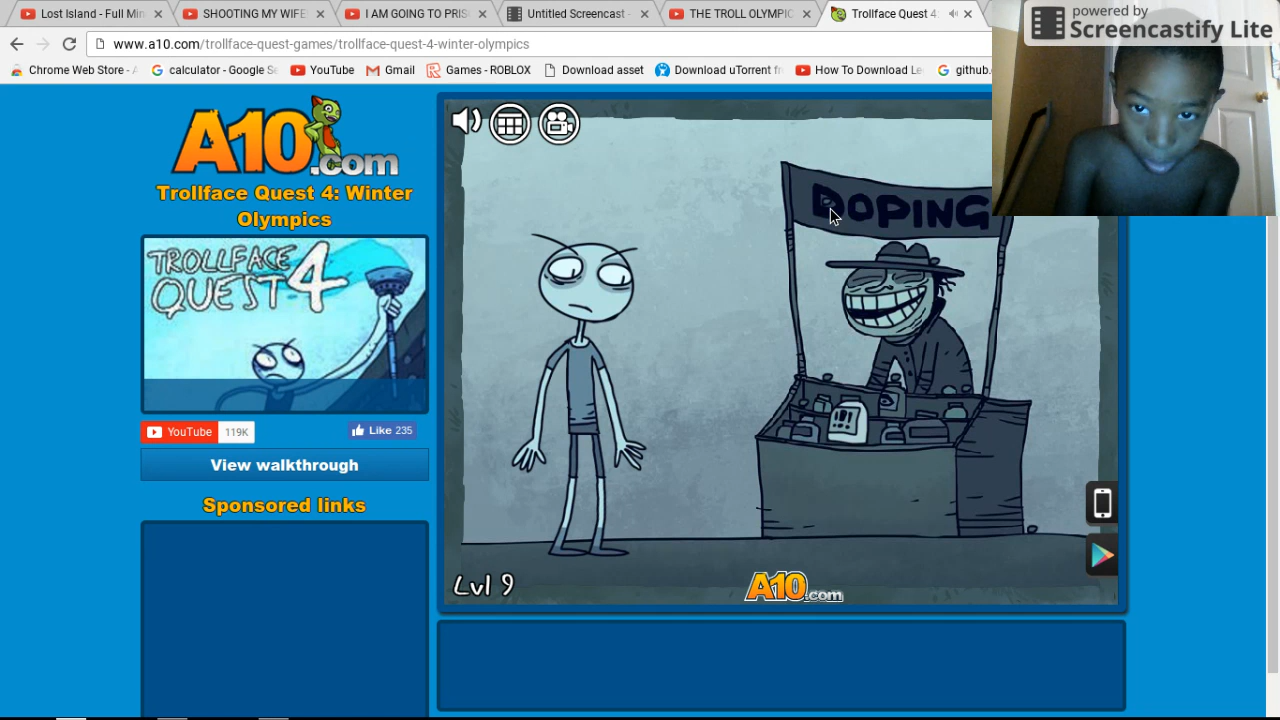 Lost Island - Full Min
SHOOTING MY WIFE
I AM GOING TO PRIS
Untitled Screencast -
THE TROLL OLYMPIC
Trollface Quest 4:
powered by
Screencastify Lite
www.a10.com/trollface-quest-games/trollface-quest-4-winter-olympics
Chrome Web Store - A
calculator - Google Se
YouTube
Gmail
Games - ROBLOX
Download asset
Download uTorrent fr
How To Download Le
github.
A10.com
Trollface Quest 4: Winter
Olympics
TROLLFACE
QUEST 4
YouTube 119K
Like 235
View walkthrough
Sponsored links
DOPING
!?!
Lvl 9
A10.com